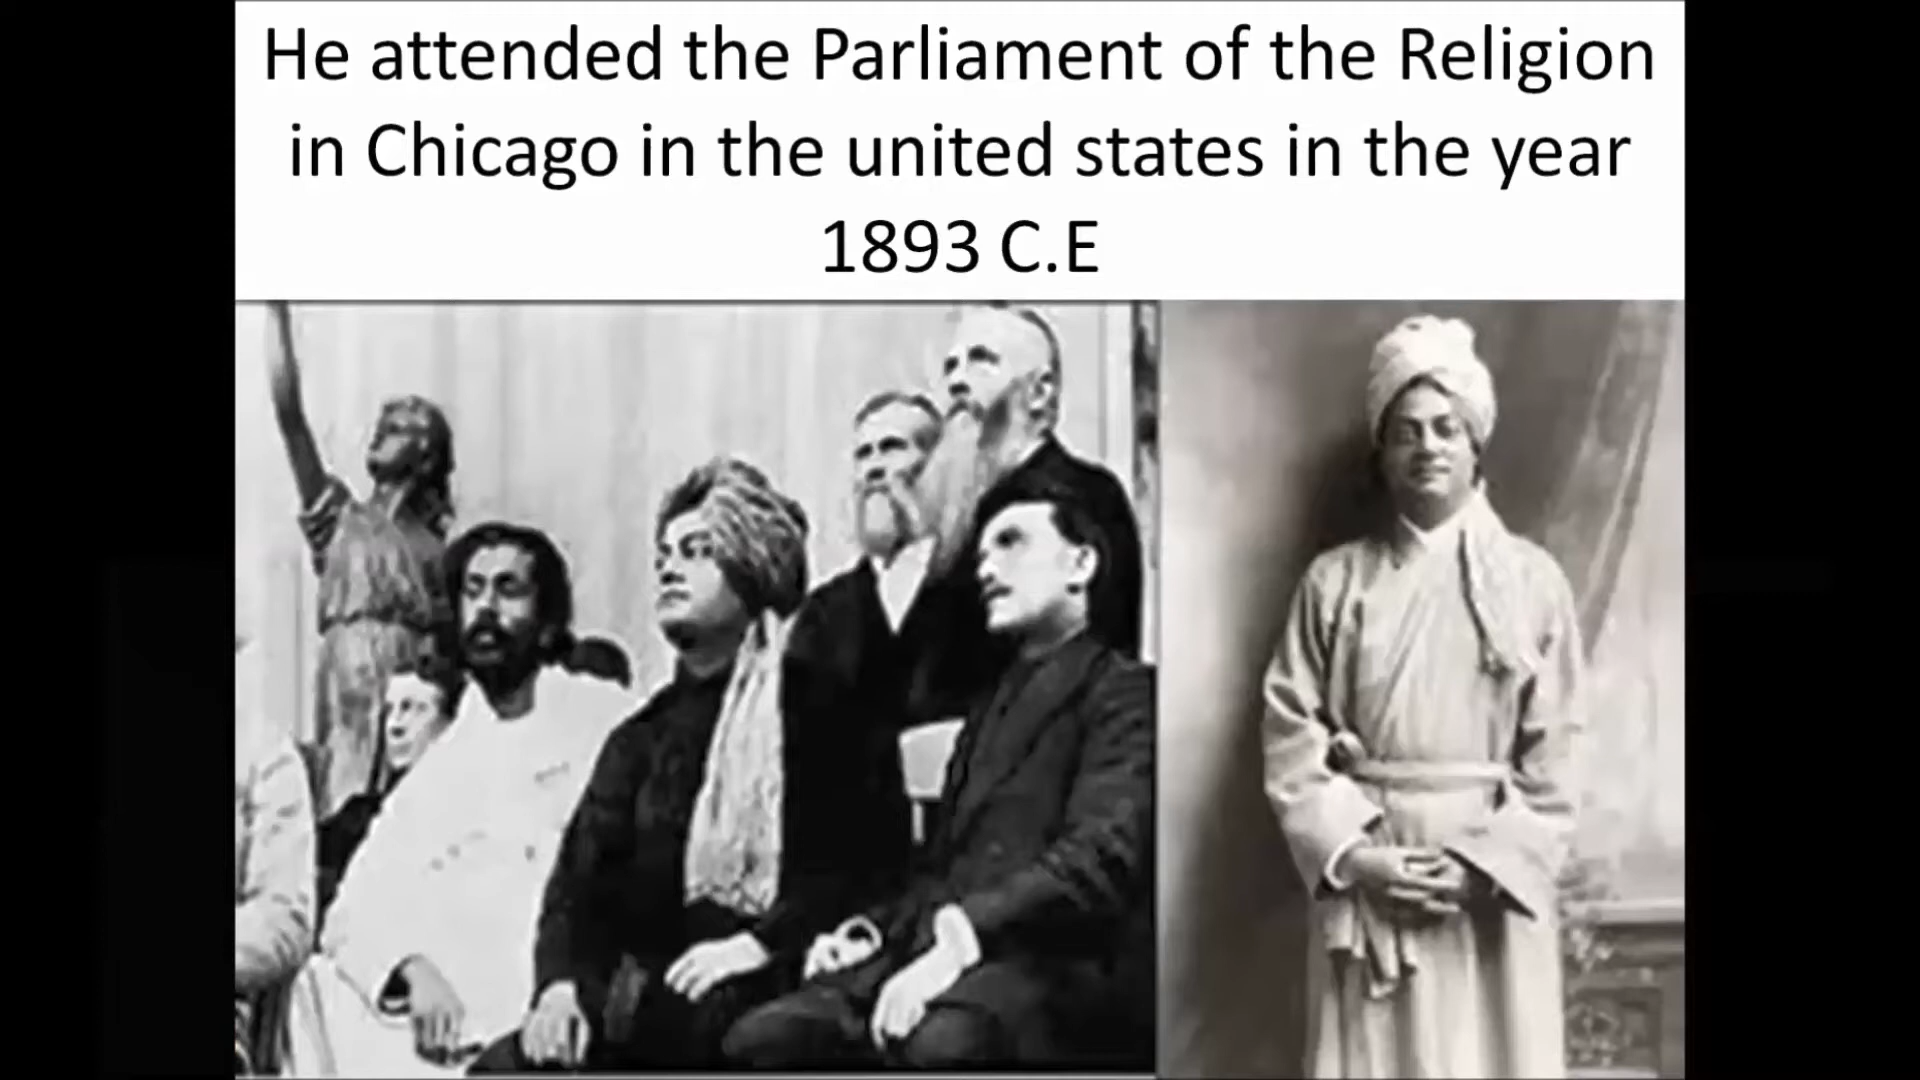 He attended the Parliament of the Religion
in Chicago in the united states in the year
1893 C.E